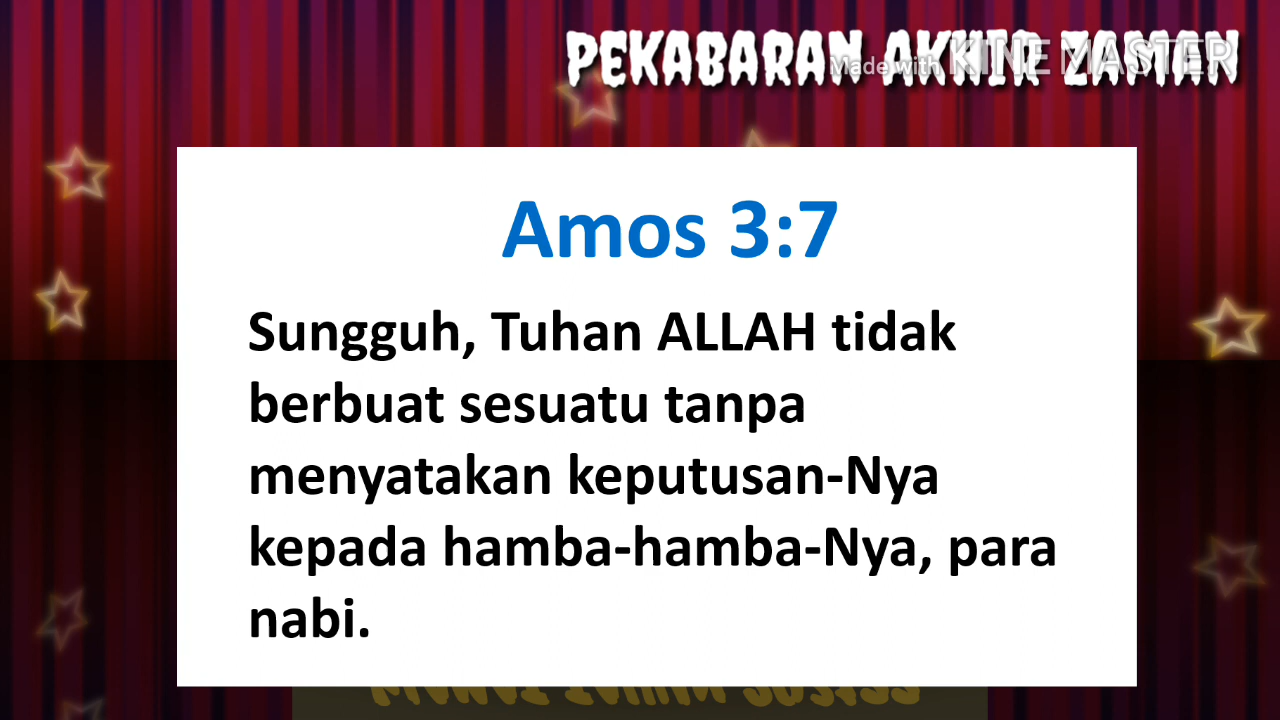 PEKABARAN AKHIR ZAMAN
Made with KINEMASTER
Amos 3:7
Sungguh, Tuhan ALLAH tidak
berbuat sesuatu tanpa
menyatakan keputusan-Nya
kepada hamba-hamba-Nya, para
nabi.